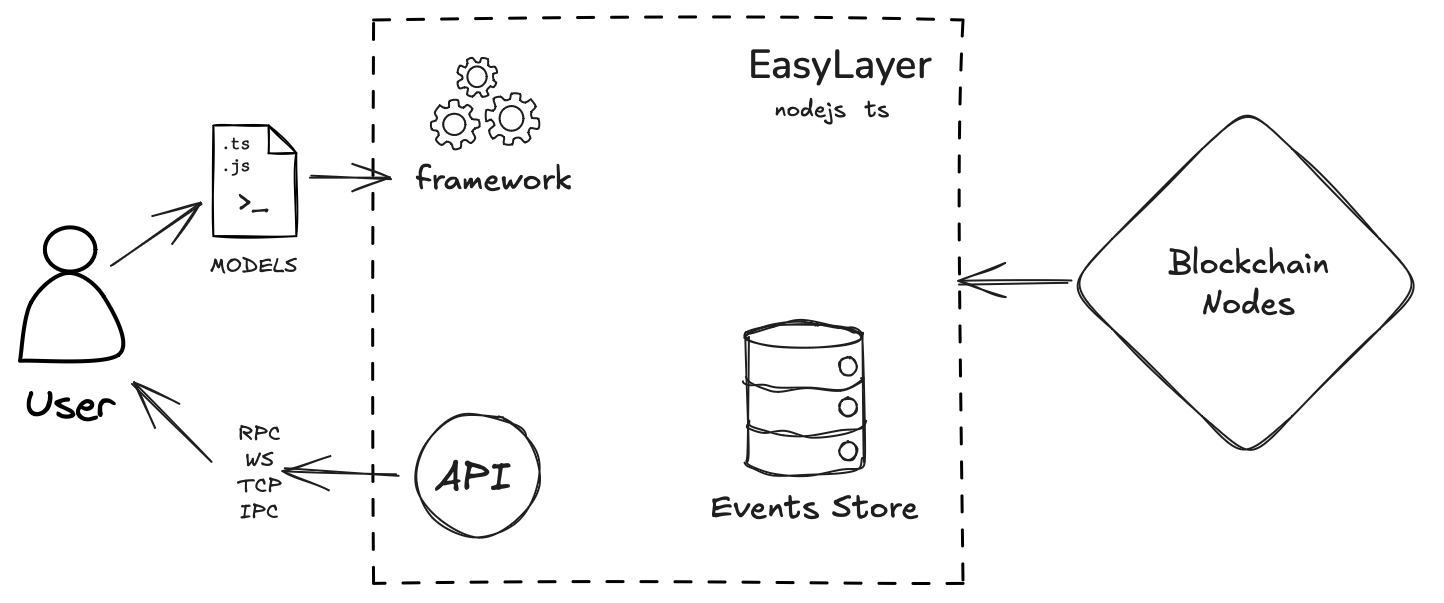 EasyLayer
nodejs ts
.ts
.js
>_
framework
MODELS
Blockchain
Nodes
User
RPC
WS
TCP
IPC
API
Events Store